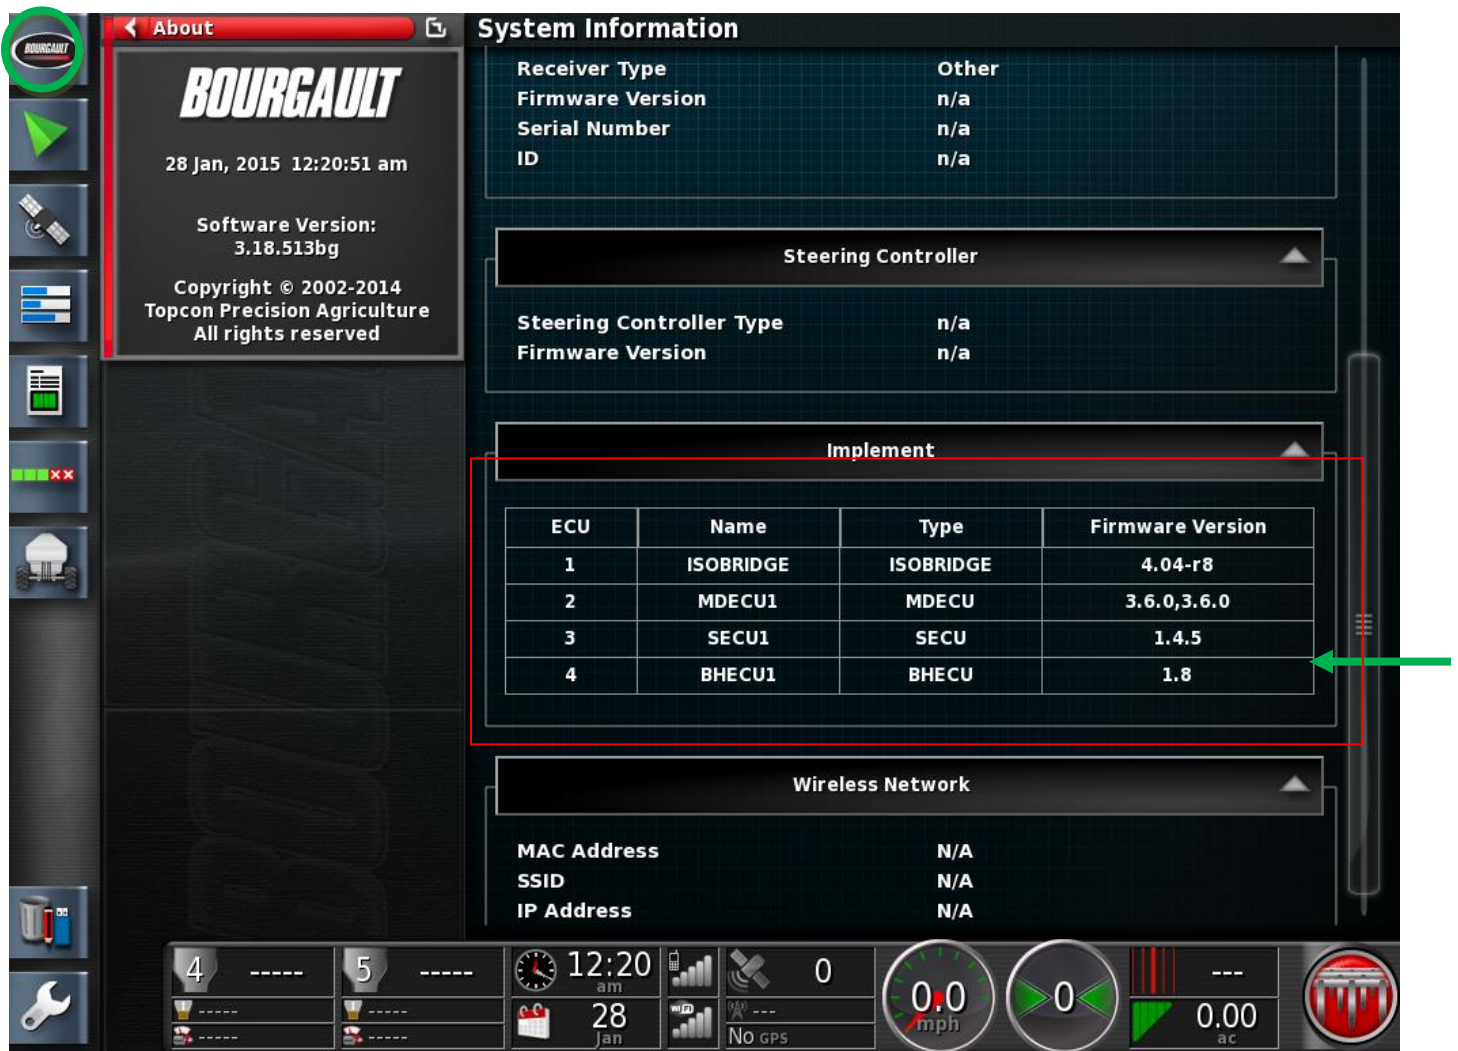 BOURGAULT
About
System Information
BOURGAULT
28 Jan, 2015 12:20:51 am
Software Version:
3.18.513bg
Copyright © 2002-2014
Topcon Precision Agriculture
All rights reserved
Receiver Type Other
Firmware Version n/a
Serial Number n/a
ID n/a
Steering Controller
Steering Controller Type n/a
Firmware Version n/a
Implement
ECU Name Type Firmware Version
1 ISOBRIDGE ISOBRIDGE 4.04-r8
2 MDECU1 MDECU 3.6.0,3.6.0
3 SECU1 SECU 1.4.5
4 BHECU1 BHECU 1.8
Wireless Network
MAC Address N/A
SSID N/A
IP Address N/A
4 -----
-----
-----
5 -----
-----
-----
12:20
am
28
Jan
WiFi
0
---
No GPS
0.0
mph
0
---
0.00
ac